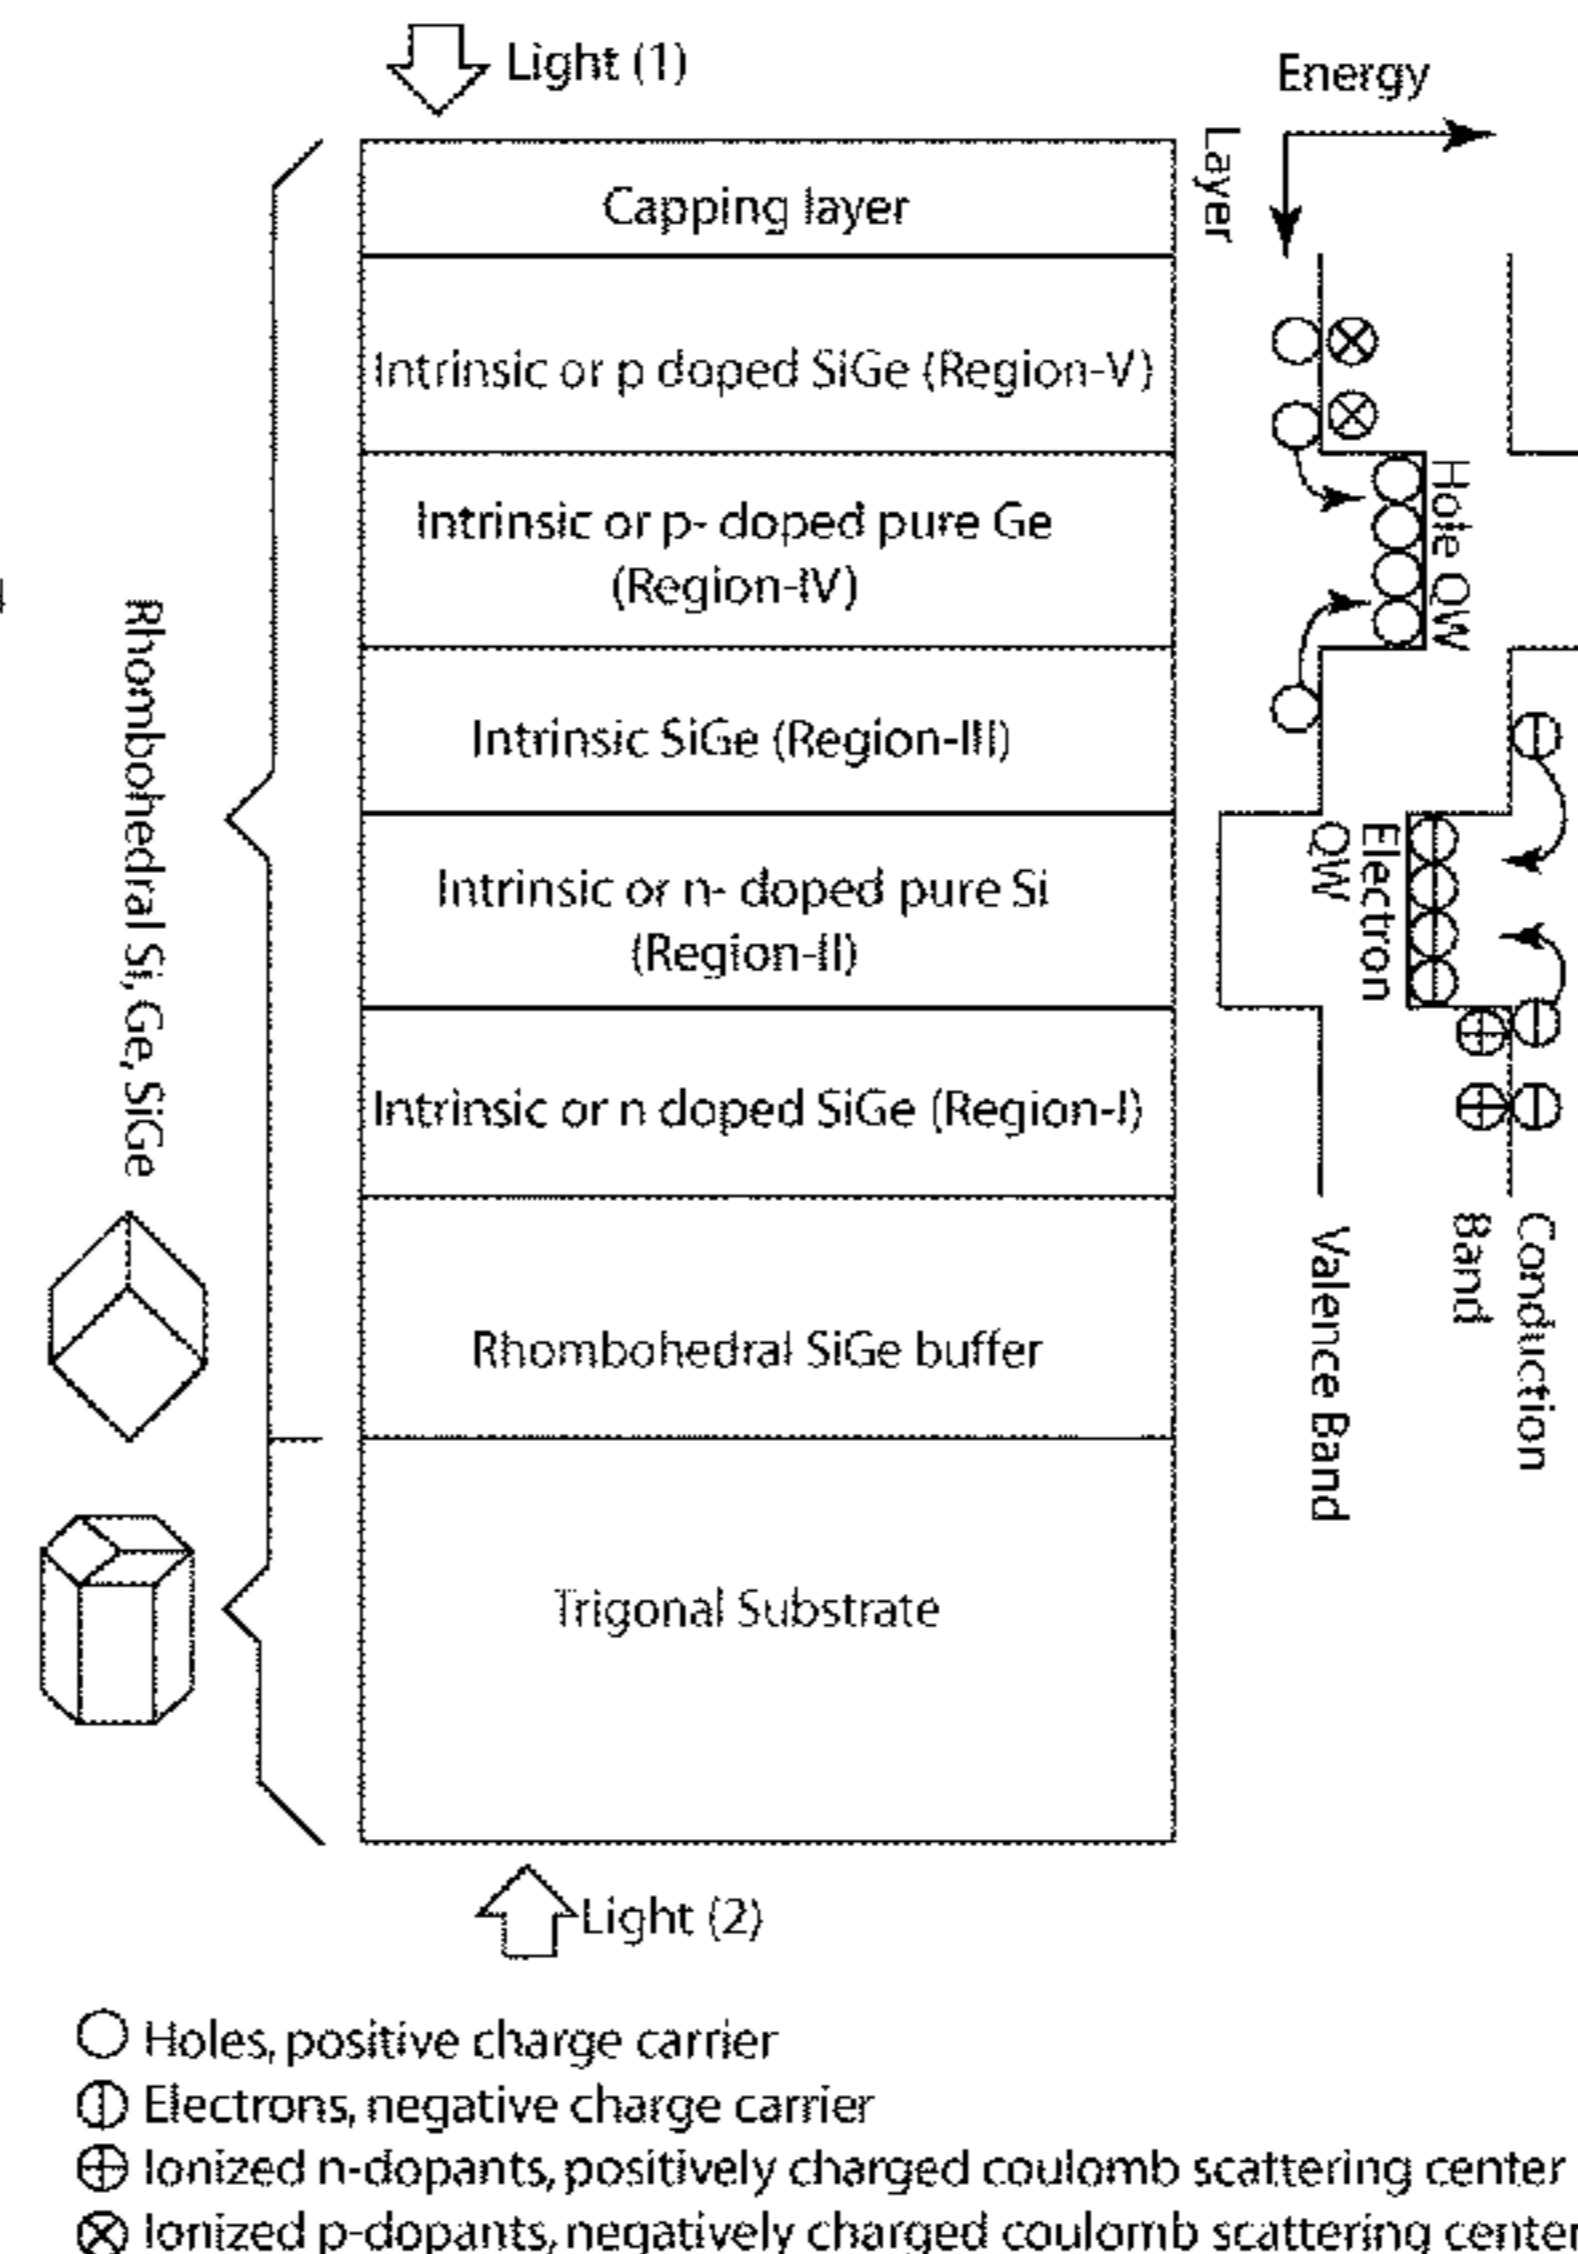 Light (1)
Energy
Layer
Capping layer
Intrinsic or p doped SiGe (Region-V)
Intrinsic or p- doped pure Ge
(Region-IV)
Hole QW
Intrinsic SiGe (Region-III)
Intrinsic or n- doped pure Si
(Region-II)
Electron
QW
Intrinsic or n doped SiGe (Region-I)
Rhombohedral Si, Ge, SiGe
Rhombohedral SiGe buffer
Valence Band
Conduction
Band
Trigonal Substrate
Light (2)
Holes, positive charge carrier
Electrons, negative charge carrier
Ionized n-dopants, positively charged coulomb scattering center
Ionized p-dopants, negatively charged coulomb scattering center